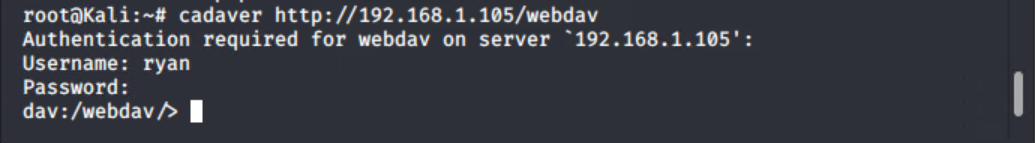 root@Kali:~# cadaver http://192.168.1.105/webdav
Authentication required for webdav on server `192.168.1.105':
Username: ryan
Password:
dav:/webdav/>